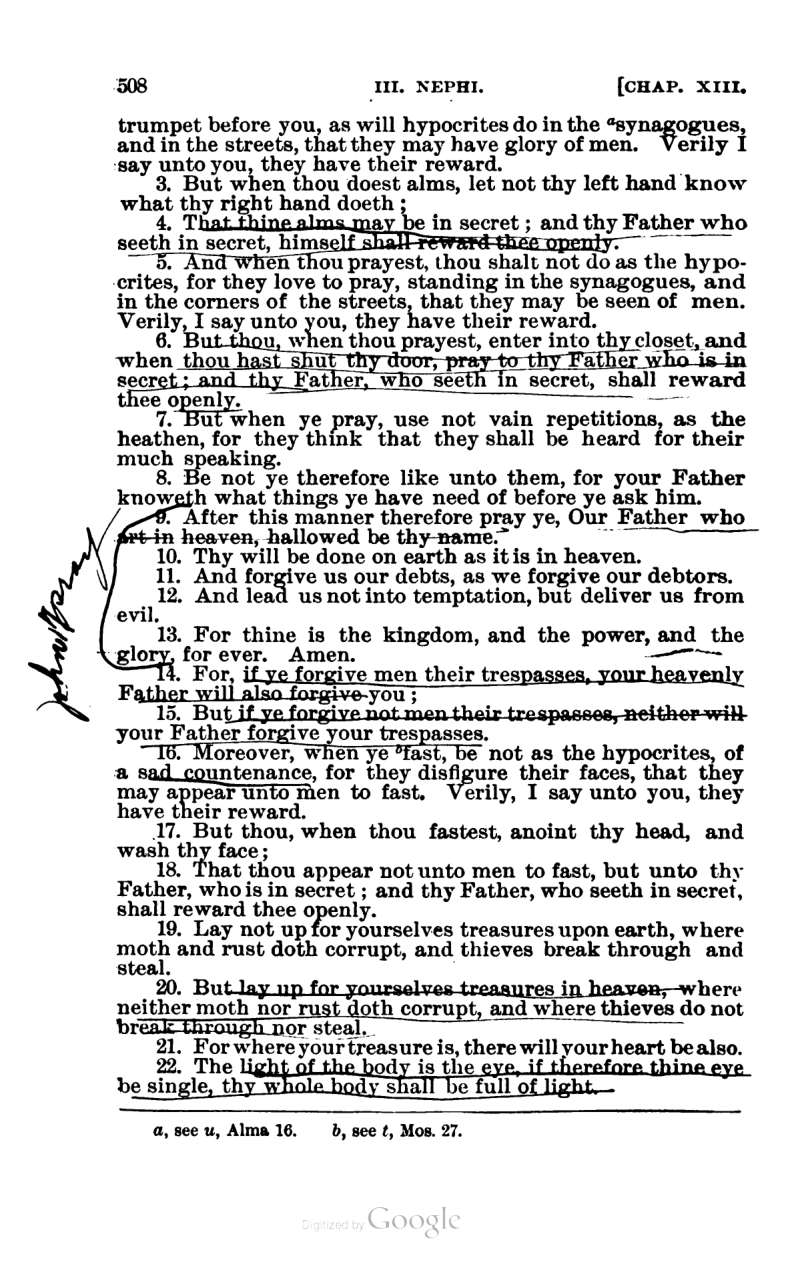 508 III. NEPHI. [CHAP. XIII.
trumpet before you, as will hypocrites do in the ᵃsynagogues,
and in the streets, that they may have glory of men. Verily I
say unto you, they have their reward.
3. But when thou doest alms, let not thy left hand know
what thy right hand doeth;
4. That thine alms may be in secret; and thy Father who
seeth in secret, himself shall reward thee openly.
5. And when thou prayest, thou shalt not do as the hypo-
crites, for they love to pray, standing in the synagogues, and
in the corners of the streets, that they may be seen of men.
Verily, I say unto you, they have their reward.
6. But thou, when thou prayest, enter into thy closet, and
when thou hast shut thy door, pray to thy Father who is in
secret; and thy Father, who seeth in secret, shall reward
thee openly.
7. But when ye pray, use not vain repetitions, as the
heathen, for they think that they shall be heard for their
much speaking.
8. Be not ye therefore like unto them, for your Father
knoweth what things ye have need of before ye ask him.
9. After this manner therefore pray ye, Our Father who
art in heaven, hallowed be thy name.
10. Thy will be done on earth as it is in heaven.
11. And forgive us our debts, as we forgive our debtors.
12. And lead us not into temptation, but deliver us from
evil.
13. For thine is the kingdom, and the power, and the
glory, for ever. Amen.
14. For, if ye forgive men their trespasses, your heavenly
Father will also forgive you;
15. But if ye forgive not men their trespasses, neither will
your Father forgive your trespasses.
16. Moreover, when ye ᵇfast, be not as the hypocrites, of
a sad countenance, for they disfigure their faces, that they
may appear unto men to fast. Verily, I say unto you, they
have their reward.
17. But thou, when thou fastest, anoint thy head, and
wash thy face;
18. That thou appear not unto men to fast, but unto thy
Father, who is in secret; and thy Father, who seeth in secret,
shall reward thee openly.
19. Lay not up for yourselves treasures upon earth, where
moth and rust doth corrupt, and thieves break through and
steal.
20. But lay up for yourselves treasures in heaven, where
neither moth nor rust doth corrupt, and where thieves do not
break through nor steal.
21. For where your treasure is, there will your heart be also.
22. The light of the body is the eye, if therefore thine eye
be single, thy whole body shall be full of light.
a, see u, Alma 16. b, see t, Mos. 27.
Digitized by Google